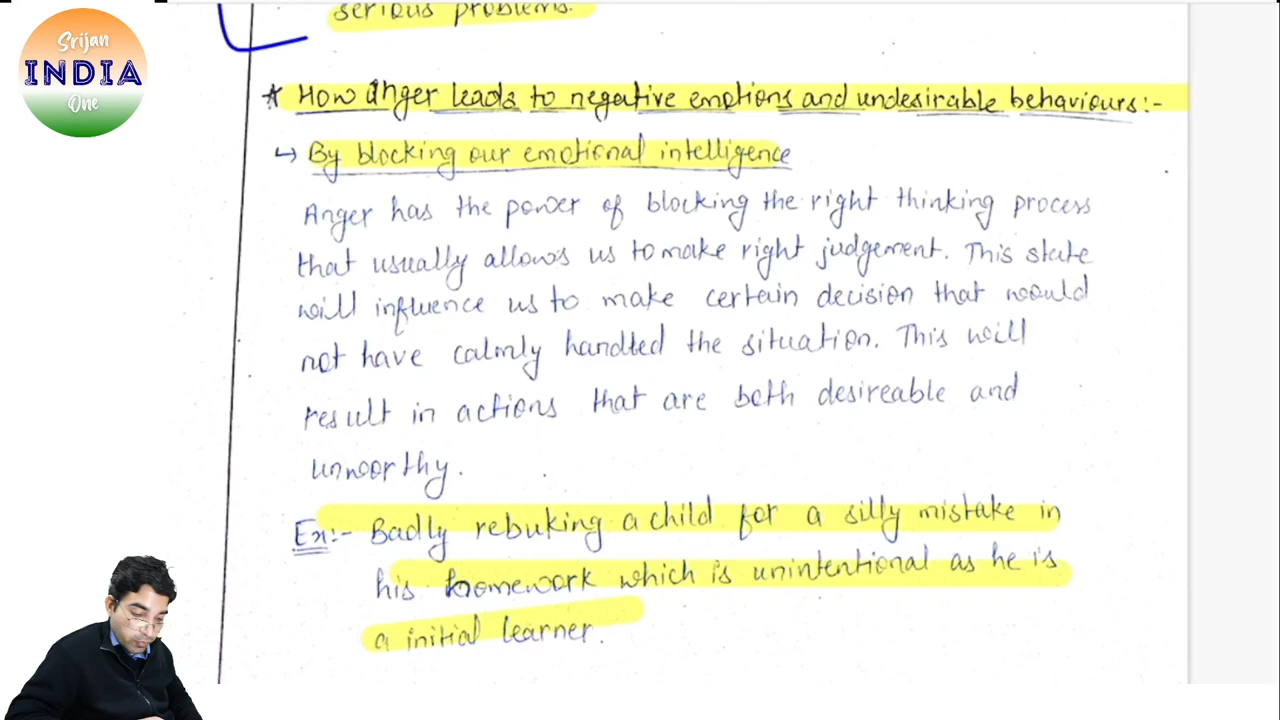 Srijan
INDIA
One
serious problems.
* How anger leads to negative emotions and undesirable behaviours:-
↳ By blocking our emotional intelligence
Anger has the power of blocking the right thinking process
that usually allows us to make right judgement. This state
will influence us to make certain decision that would
not have calmly handled the situation. This will
result in actions that are both desireable and
unworthy.
Ex:- Badly rebuking a child for a silly mistake in
his homework which is unintentional as he is
a initial learner.